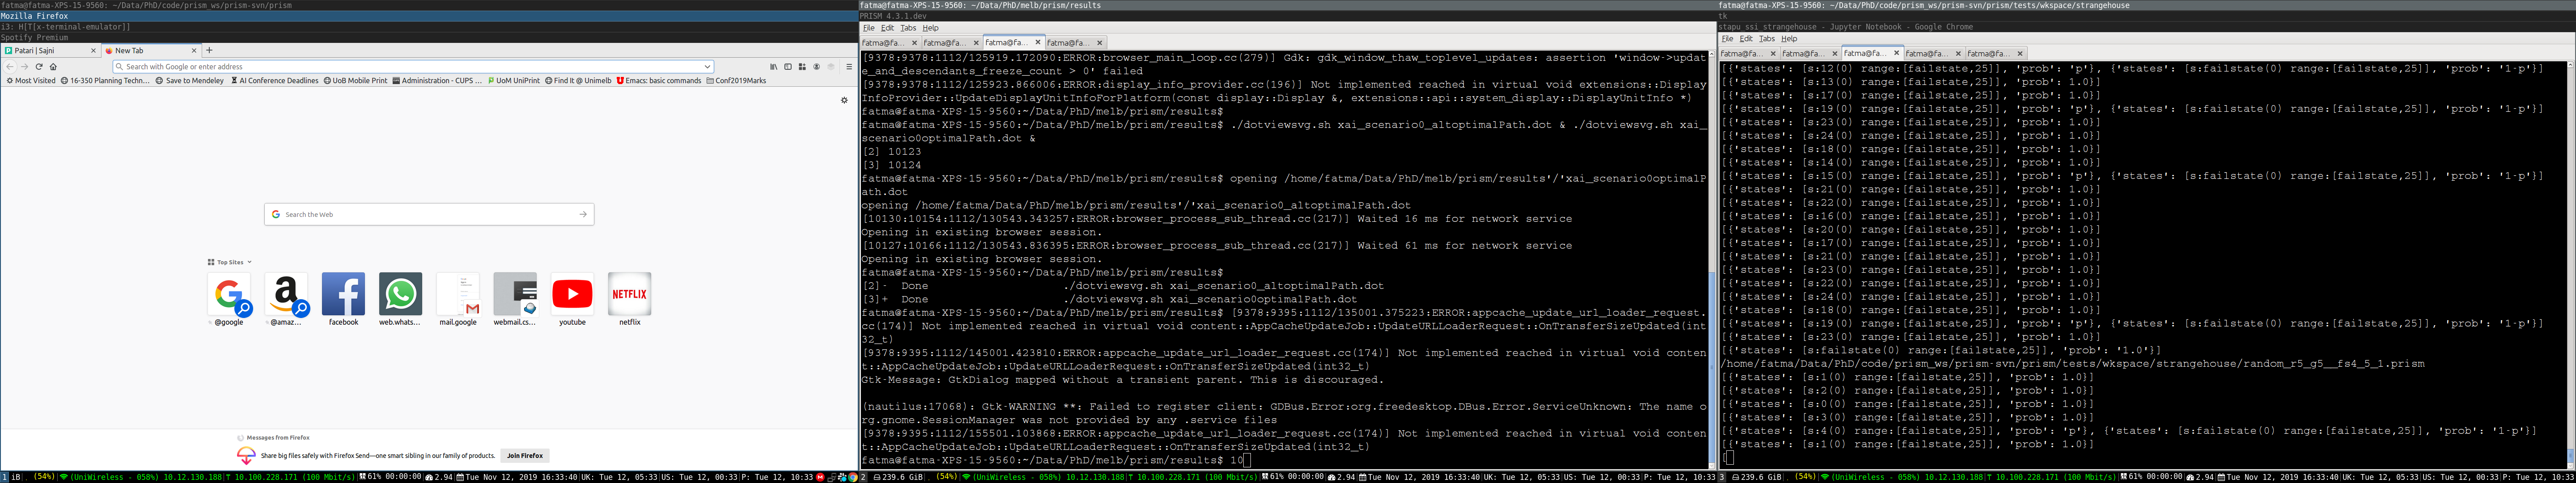 fatma@fatma-XPS-15-9560: ~/Data/PhD/code/prism_ws/prism-svn/prism
Mozilla Firefox
i3: H[T[x-terminal-emulator]]
Spotify Premium
Patari | Sajni
New Tab
Search with Google or enter address
Most Visited
16-350 Planning Techn…
Save to Mendeley
AI Conference Deadlines
UoB Mobile Print
Administration - CUPS …
UoM UniPrint
Find It @ Unimelb
Emacs: basic commands
Conf2019Marks
Search the Web
Top Sites
@google
@amaz…
facebook
web.whats…
mail.google
webmail.cs…
youtube
NETFLIX
netflix
Messages from Firefox
Share big files safely with Firefox Send—one smart sibling in our family of products.
Join Firefox
1 iB| . (54%)|(UniWireless - 058%) 10.12.130.188|T 10.100.228.171 (100 Mbit/s)|61% 00:00:00|2.94|Tue Nov 12, 2019 16:33:40|UK: Tue 12, 05:33|US: Tue 12, 00:33|P: Tue 12, 10:33
fatma@fatma-XPS-15-9560: ~/Data/PhD/melb/prism/results
PRISM 4.3.1.dev
File Edit Tabs Help
fatma@fa…
fatma@fa…
fatma@fa…
fatma@fa…
[9378:9378:1112/125919.172090:ERROR:browser_main_loop.cc(279)] Gdk: gdk_window_thaw_toplevel_updates: assertion 'window->updat
e_and_descendants_freeze_count > 0' failed
[9378:9378:1112/125923.866006:ERROR:display_info_provider.cc(196)] Not implemented reached in virtual void extensions::Display
InfoProvider::UpdateDisplayUnitInfoForPlatform(const display::Display &, extensions::api::system_display::DisplayUnitInfo *)
fatma@fatma-XPS-15-9560:~/Data/PhD/melb/prism/results$
fatma@fatma-XPS-15-9560:~/Data/PhD/melb/prism/results$ ./dotviewsvg.sh xai_scenario0_altoptimalPath.dot & ./dotviewsvg.sh xai_
scenario0optimalPath.dot &
[2] 10123
[3] 10124
fatma@fatma-XPS-15-9560:~/Data/PhD/melb/prism/results$ opening /home/fatma/Data/PhD/melb/prism/results'/'xai_scenario0optimalP
ath.dot
opening /home/fatma/Data/PhD/melb/prism/results'/'xai_scenario0_altoptimalPath.dot
[10130:10154:1112/130543.343257:ERROR:browser_process_sub_thread.cc(217)] Waited 16 ms for network service
Opening in existing browser session.
[10127:10166:1112/130543.836395:ERROR:browser_process_sub_thread.cc(217)] Waited 61 ms for network service
Opening in existing browser session.
fatma@fatma-XPS-15-9560:~/Data/PhD/melb/prism/results$
[2]- Done ./dotviewsvg.sh xai_scenario0_altoptimalPath.dot
[3]+ Done ./dotviewsvg.sh xai_scenario0optimalPath.dot
fatma@fatma-XPS-15-9560:~/Data/PhD/melb/prism/results$ [9378:9395:1112/135001.375223:ERROR:appcache_update_url_loader_request.
cc(174)] Not implemented reached in virtual void content::AppCacheUpdateJob::UpdateURLLoaderRequest::OnTransferSizeUpdated(int
32_t)
[9378:9395:1112/145001.423810:ERROR:appcache_update_url_loader_request.cc(174)] Not implemented reached in virtual void conten
t::AppCacheUpdateJob::UpdateURLLoaderRequest::OnTransferSizeUpdated(int32_t)
Gtk-Message: GtkDialog mapped without a transient parent. This is discouraged.
(nautilus:17068): Gtk-WARNING **: Failed to register client: GDBus.Error:org.freedesktop.DBus.Error.ServiceUnknown: The name o
rg.gnome.SessionManager was not provided by any .service files
[9378:9395:1112/155501.103868:ERROR:appcache_update_url_loader_request.cc(174)] Not implemented reached in virtual void conten
t::AppCacheUpdateJob::UpdateURLLoaderRequest::OnTransferSizeUpdated(int32_t)
fatma@fatma-XPS-15-9560:~/Data/PhD/melb/prism/results$ 10
2 239.6 GiB| . (54%)|(UniWireless - 058%) 10.12.130.188|T 10.100.228.171 (100 Mbit/s)|61% 00:00:00|2.94|Tue Nov 12, 2019 16:33:40|UK: Tue 12, 05:33|US: Tue 12, 00:33|P: Tue 12, 10:33
fatma@fatma-XPS-15-9560: ~/Data/PhD/code/prism_ws/prism-svn/prism/tests/wkspace/strangehouse
tk
stapu_ssi_strangehouse - Jupyter Notebook - Google Chrome
File Edit Tabs Help
fatma@fa…
fatma@fa…
fatma@fa…
fatma@fa…
fatma@fa…
[{'states': [s:12(0) range:[failstate,25]], 'prob': 'p'}, {'states': [s:failstate(0) range:[failstate,25]], 'prob': '1-p'}]
[{'states': [s:13(0) range:[failstate,25]], 'prob': 1.0}]
[{'states': [s:17(0) range:[failstate,25]], 'prob': 1.0}]
[{'states': [s:19(0) range:[failstate,25]], 'prob': 'p'}, {'states': [s:failstate(0) range:[failstate,25]], 'prob': '1-p'}]
[{'states': [s:23(0) range:[failstate,25]], 'prob': 1.0}]
[{'states': [s:24(0) range:[failstate,25]], 'prob': 1.0}]
[{'states': [s:18(0) range:[failstate,25]], 'prob': 1.0}]
[{'states': [s:14(0) range:[failstate,25]], 'prob': 1.0}]
[{'states': [s:15(0) range:[failstate,25]], 'prob': 'p'}, {'states': [s:failstate(0) range:[failstate,25]], 'prob': '1-p'}]
[{'states': [s:21(0) range:[failstate,25]], 'prob': 1.0}]
[{'states': [s:22(0) range:[failstate,25]], 'prob': 1.0}]
[{'states': [s:16(0) range:[failstate,25]], 'prob': 1.0}]
[{'states': [s:20(0) range:[failstate,25]], 'prob': 1.0}]
[{'states': [s:17(0) range:[failstate,25]], 'prob': 1.0}]
[{'states': [s:21(0) range:[failstate,25]], 'prob': 1.0}]
[{'states': [s:23(0) range:[failstate,25]], 'prob': 1.0}]
[{'states': [s:22(0) range:[failstate,25]], 'prob': 1.0}]
[{'states': [s:24(0) range:[failstate,25]], 'prob': 1.0}]
[{'states': [s:18(0) range:[failstate,25]], 'prob': 1.0}]
[{'states': [s:19(0) range:[failstate,25]], 'prob': 'p'}, {'states': [s:failstate(0) range:[failstate,25]], 'prob': '1-p'}]
[{'states': [s:23(0) range:[failstate,25]], 'prob': 1.0}]
[{'states': [s:failstate(0) range:[failstate,25]], 'prob': '1.0'}]
/home/fatma/Data/PhD/code/prism_ws/prism-svn/prism/tests/wkspace/strangehouse/random_r5_g5__fs4_5_1.prism
[{'states': [s:1(0) range:[failstate,25]], 'prob': 1.0}]
[{'states': [s:2(0) range:[failstate,25]], 'prob': 1.0}]
[{'states': [s:0(0) range:[failstate,25]], 'prob': 1.0}]
[{'states': [s:3(0) range:[failstate,25]], 'prob': 1.0}]
[{'states': [s:4(0) range:[failstate,25]], 'prob': 'p'}, {'states': [s:failstate(0) range:[failstate,25]], 'prob': '1-p'}]
[{'states': [s:1(0) range:[failstate,25]], 'prob': 1.0}]
[
3 239.6 GiB| . (54%)|(UniWireless - 058%) 10.12.130.188|T 10.100.228.171 (100 Mbit/s)|61% 00:00:00|2.94|Tue Nov 12, 2019 16:33:40|UK: Tue 12, 05:33|US: Tue 12, 00:33|P: Tue 12, 10:33